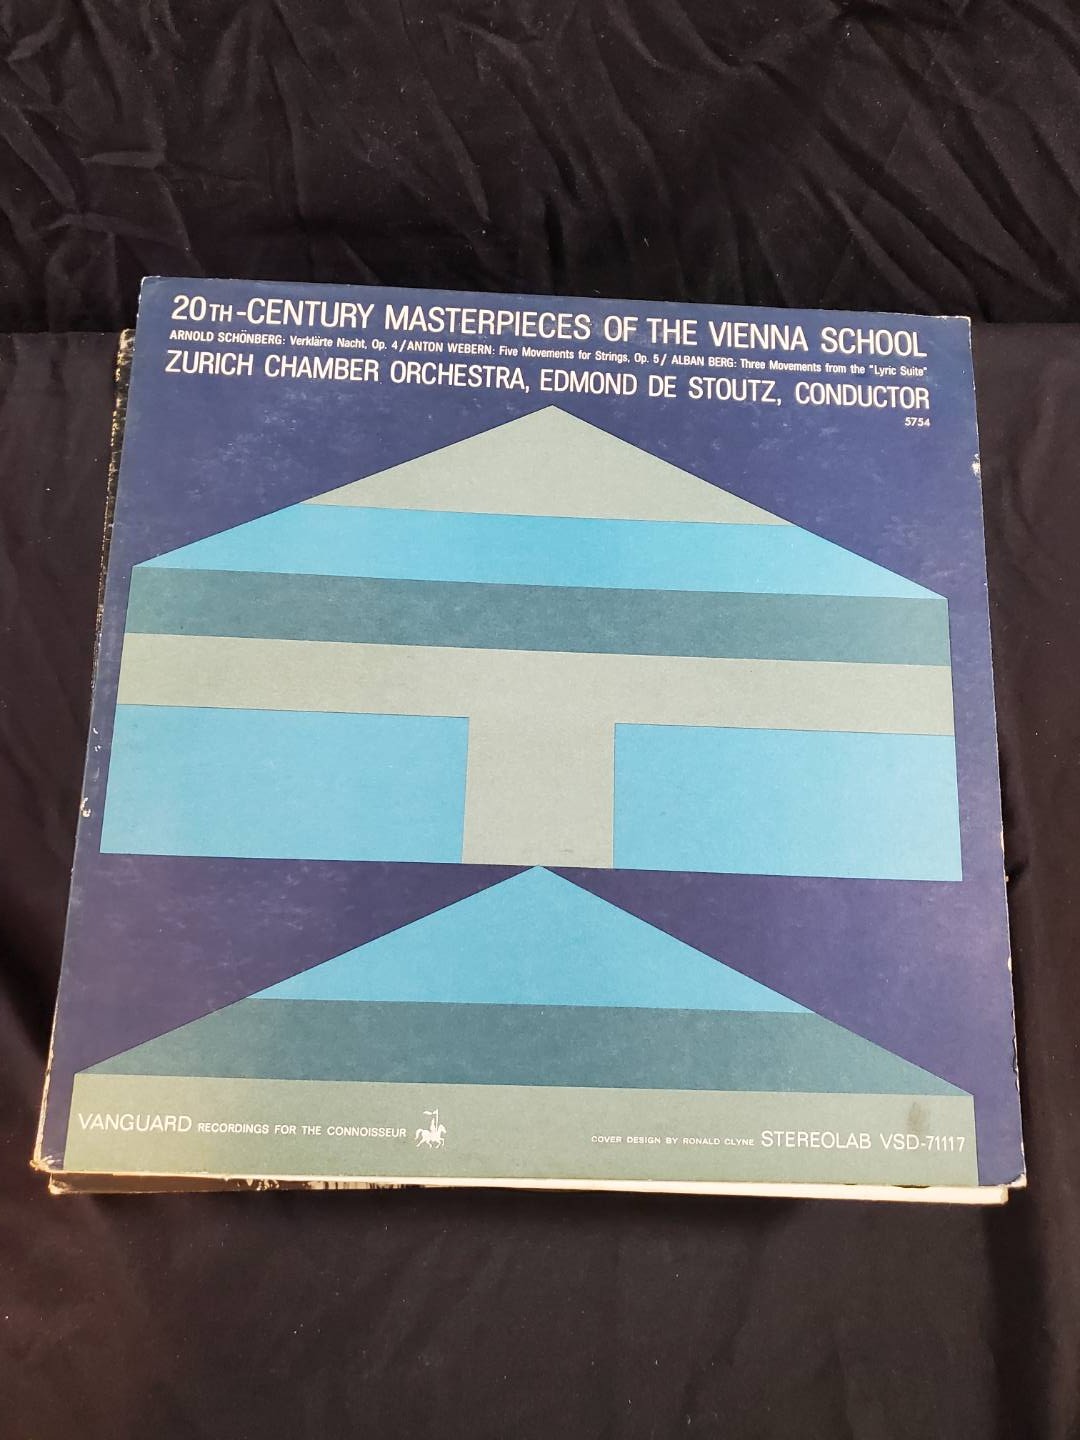 20TH-CENTURY MASTERPIECES OF THE VIENNA SCHOOL
ARNOLD SCHÖNBERG: Verklärte Nacht, Op. 4/ANTON WEBERN: Five Movements for Strings, Op. 5/ ALBAN BERG: Three Movements from the "Lyric Suite"
ZURICH CHAMBER ORCHESTRA, EDMOND DE STOUTZ, CONDUCTOR
5754
VANGUARD RECORDINGS FOR THE CONNOISSEUR
COVER DESIGN BY RONALD CLYNE STEREOLAB VSD-71117